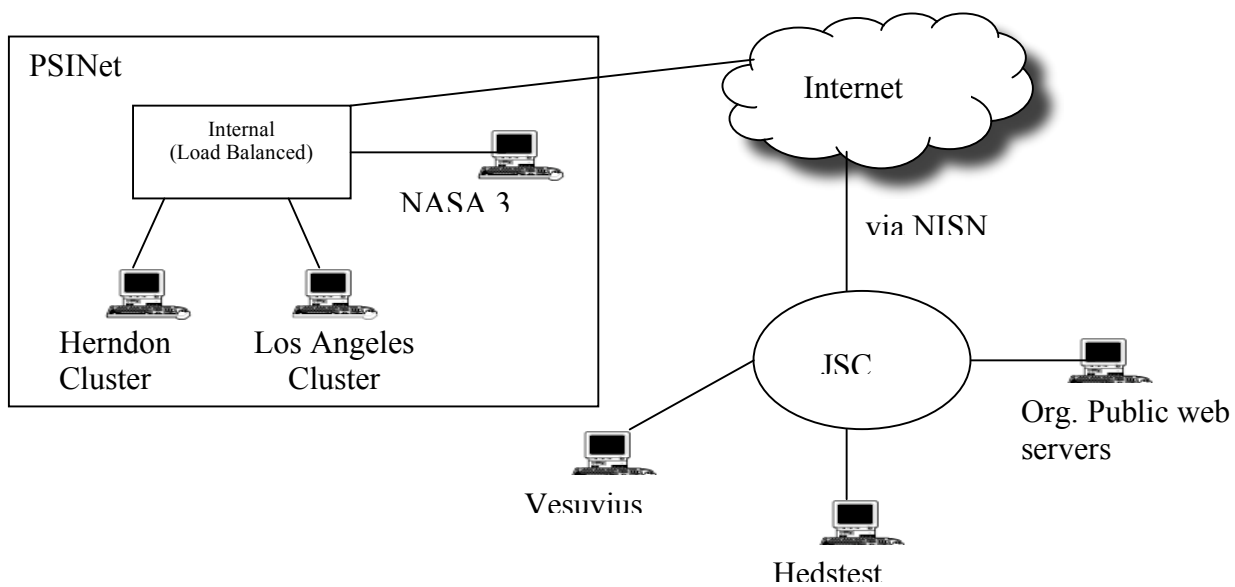 PSINet
Internal
(Load Balanced)
NASA 3
Herndon
Cluster
Los Angeles
Cluster
Internet
via NISN
JSC
Org. Public web
servers
Vesuvius
Hedstest